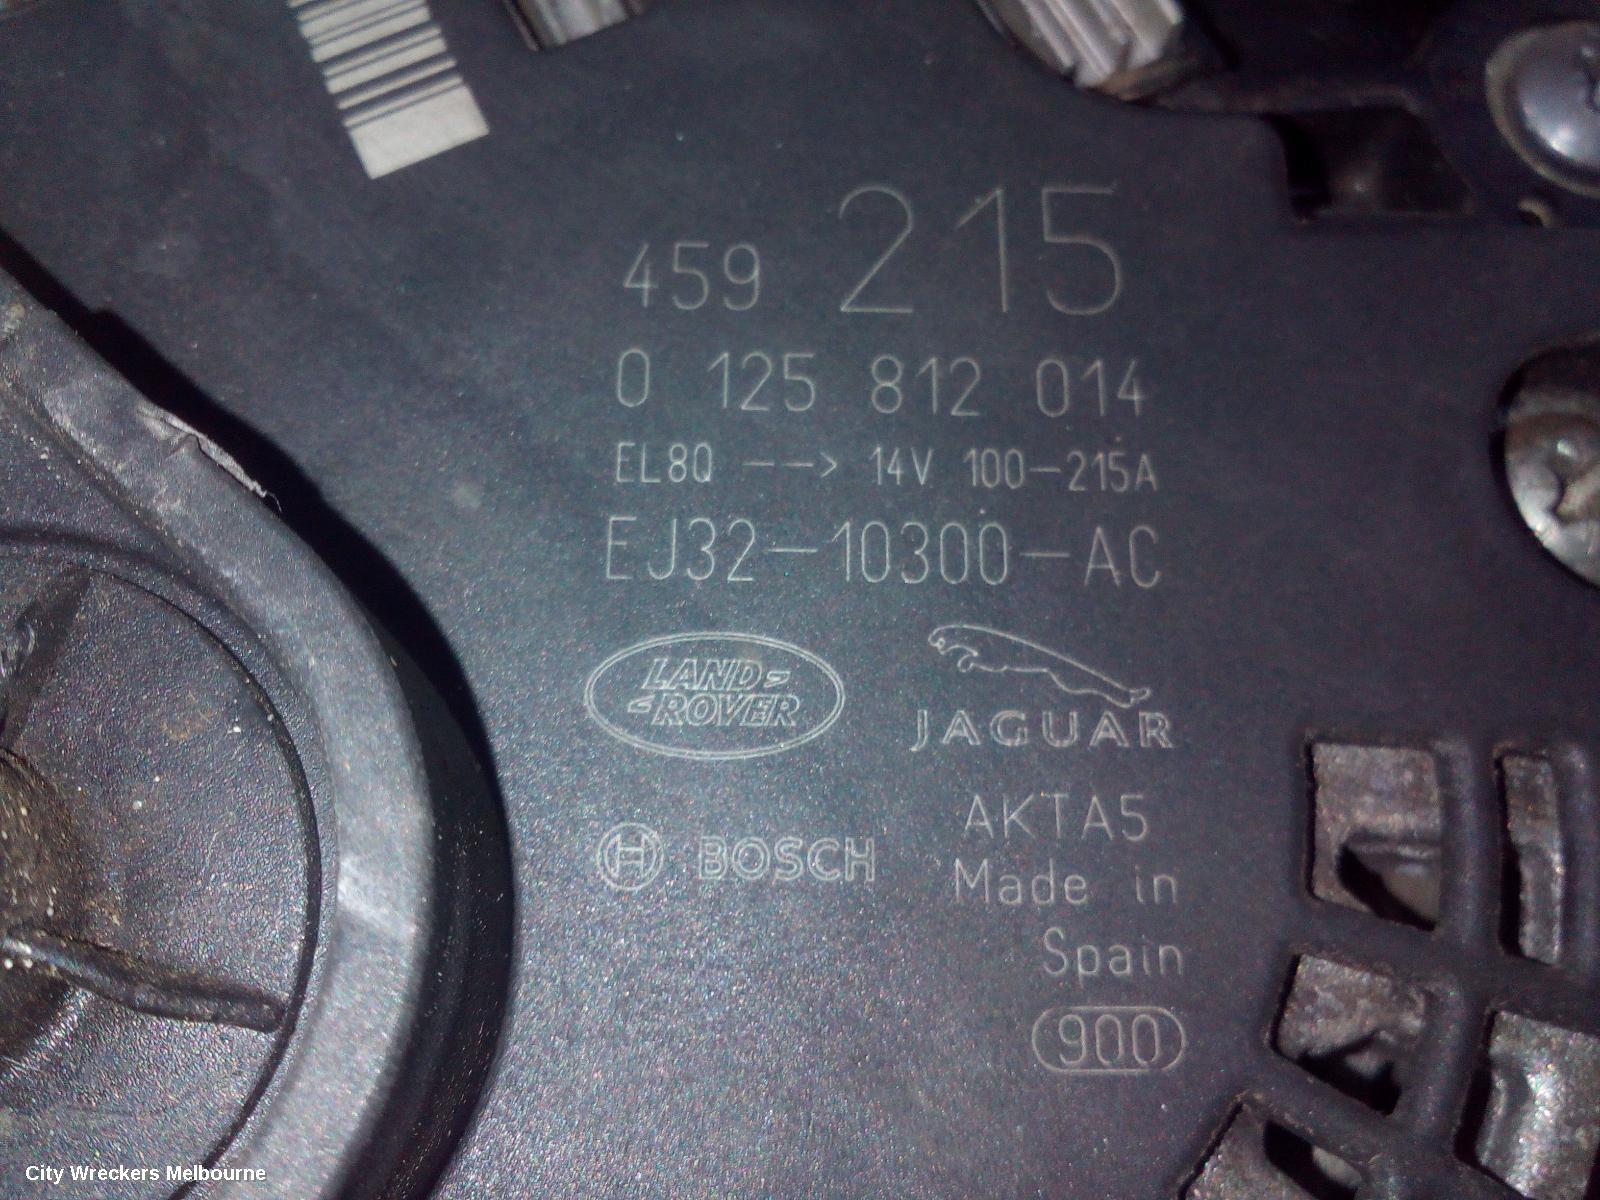 459 215
0 125 812 014
EL8Q --> 14V 100-215A
EJ32-10300-AC
LAND-
-ROVER
JAGUAR
BOSCH
AKTA5
Made in
Spain
900
City Wreckers Melbourne